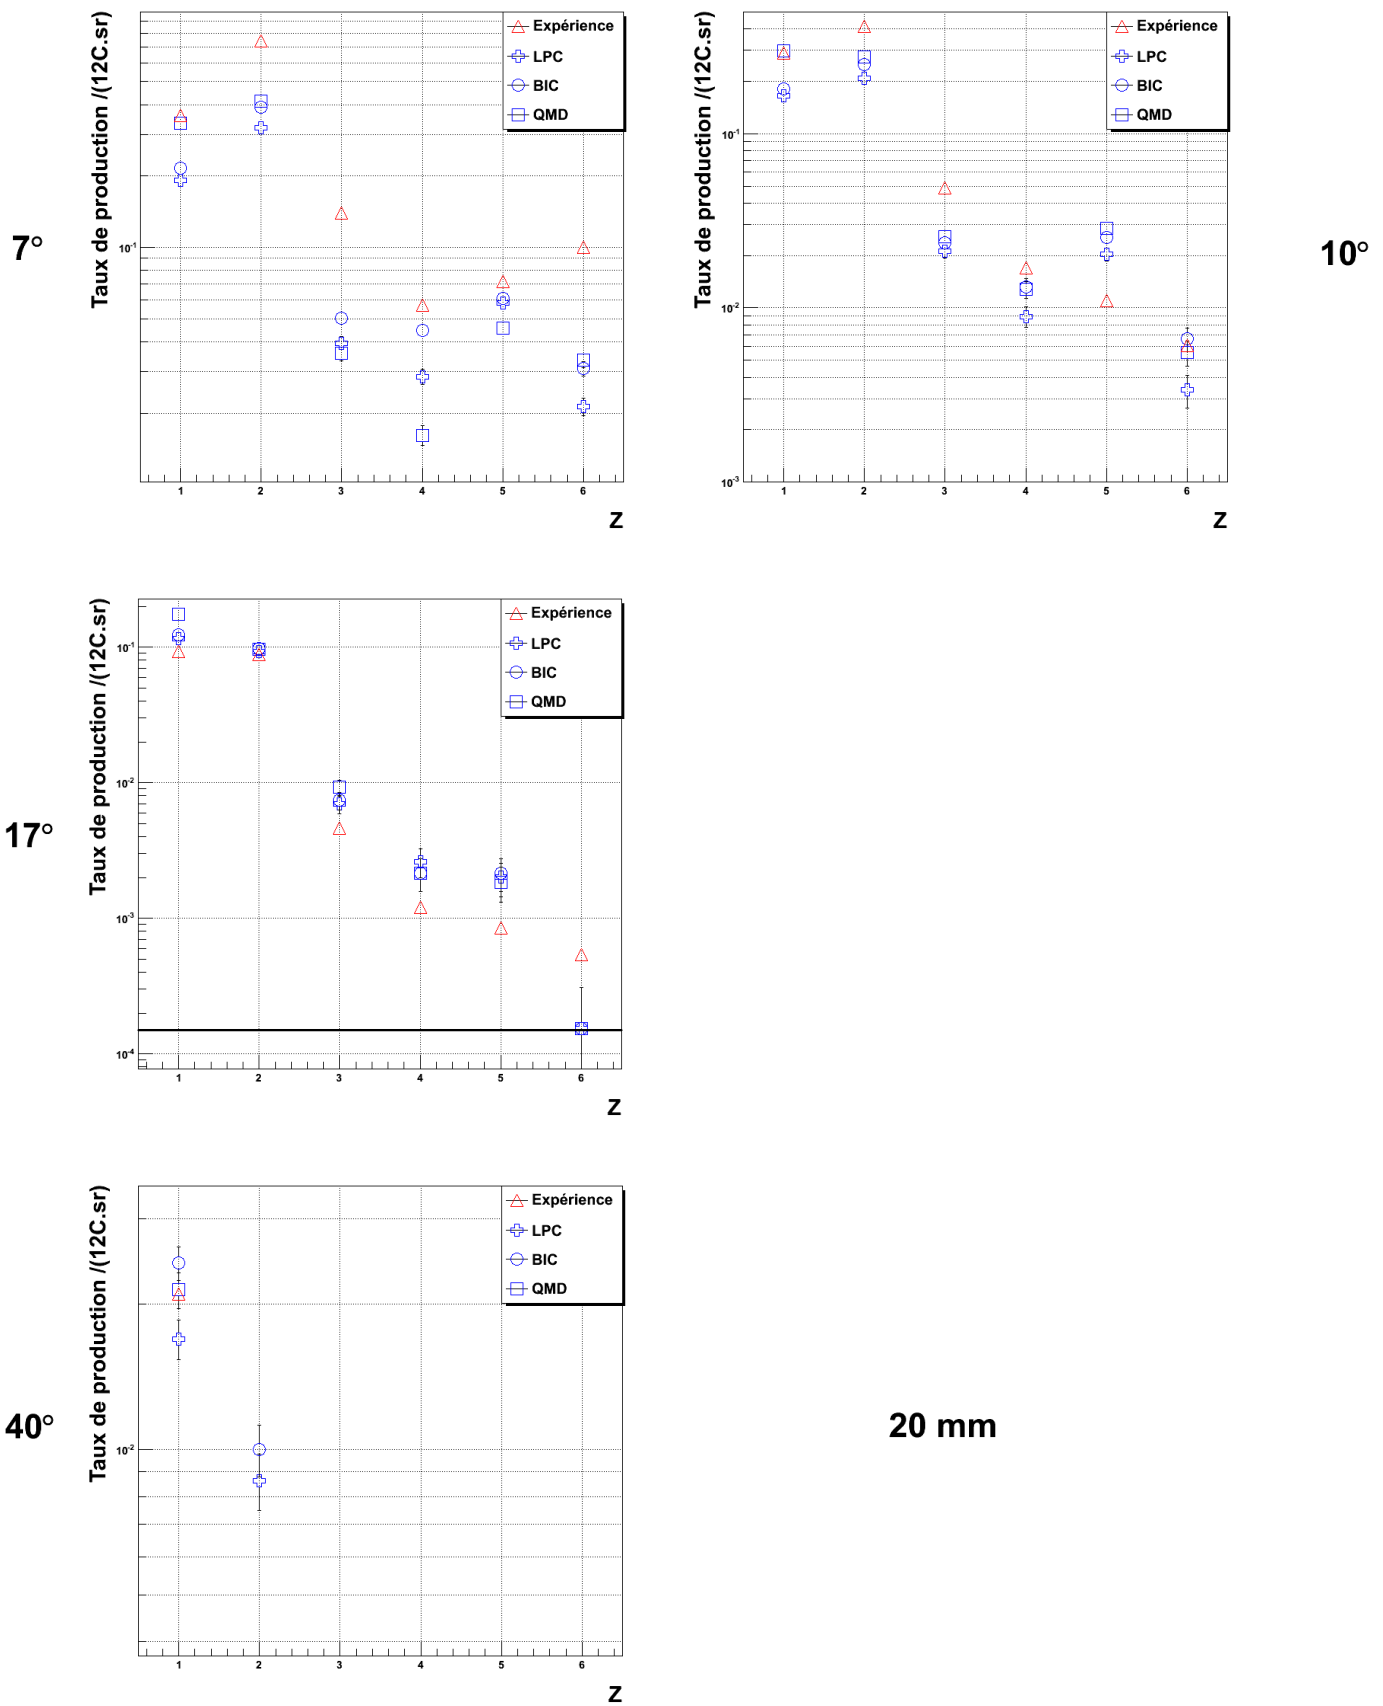 Taux de production /(12C.sr)
Expérience
LPC
BIC
QMD
10⁻¹
1 2 3 4 5 6
Z
7°
Taux de production /(12C.sr)
Expérience
LPC
BIC
QMD
10⁻¹
10⁻²
10⁻³
1 2 3 4 5 6
Z
10°
Taux de production /(12C.sr)
Expérience
LPC
BIC
QMD
10⁻¹
10⁻²
10⁻³
10⁻⁴
1 2 3 4 5 6
Z
17°
Taux de production /(12C.sr)
Expérience
LPC
BIC
QMD
10⁻²
1 2 3 4 5 6
Z
40°
20 mm